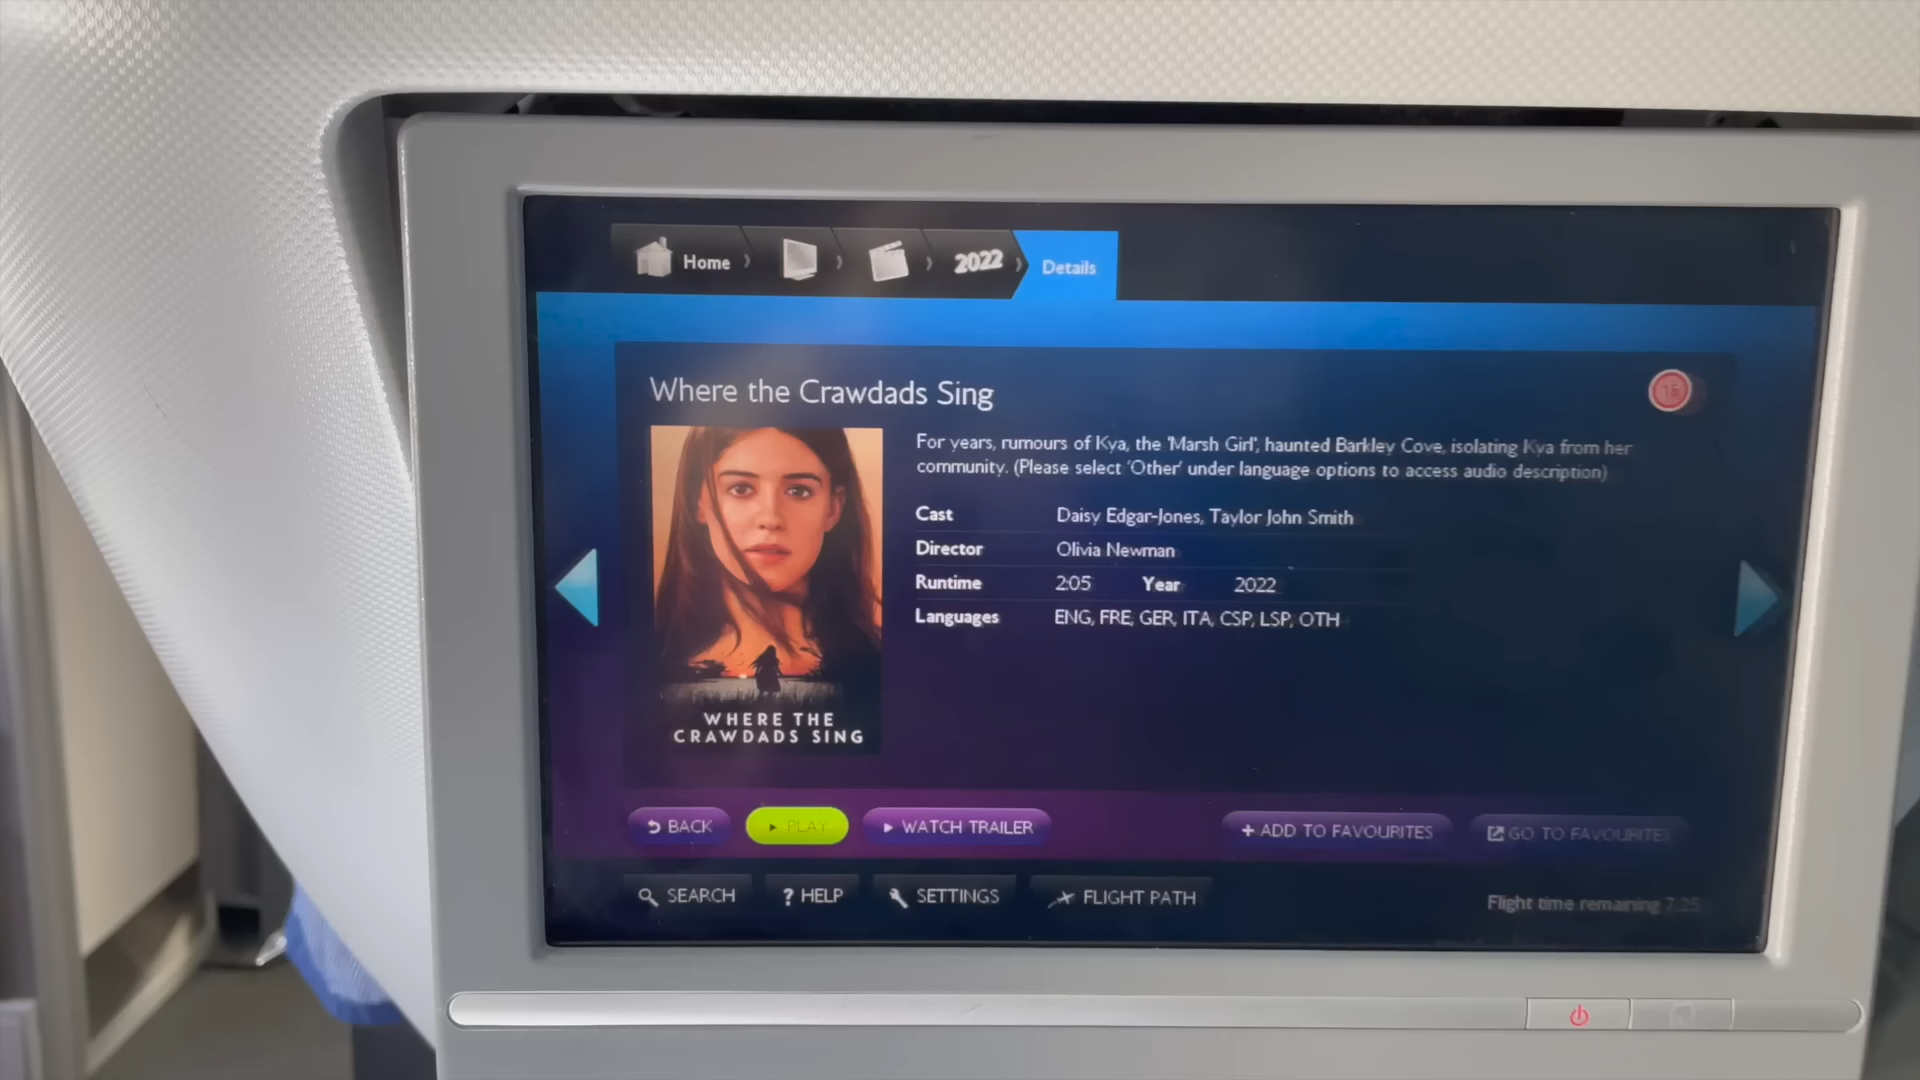 Home
2022
Details
Where the Crawdads Sing
15
For years, rumours of Kya, the 'Marsh Girl', haunted Barkley Cove, isolating Kya from her
community. (Please select 'Other' under language options to access audio description)
Cast Daisy Edgar-Jones, Taylor John Smith
Director Olivia Newman
Runtime 2:05 Year 2022
Languages ENG, FRE, GER, ITA, CSP, LSP, OTH
WHERE THE
CRAWDADS SING
BACK PLAY WATCH TRAILER + ADD TO FAVOURITES GO TO FAVOURITES
SEARCH ? HELP SETTINGS FLIGHT PATH
Flight time remaining 7:25